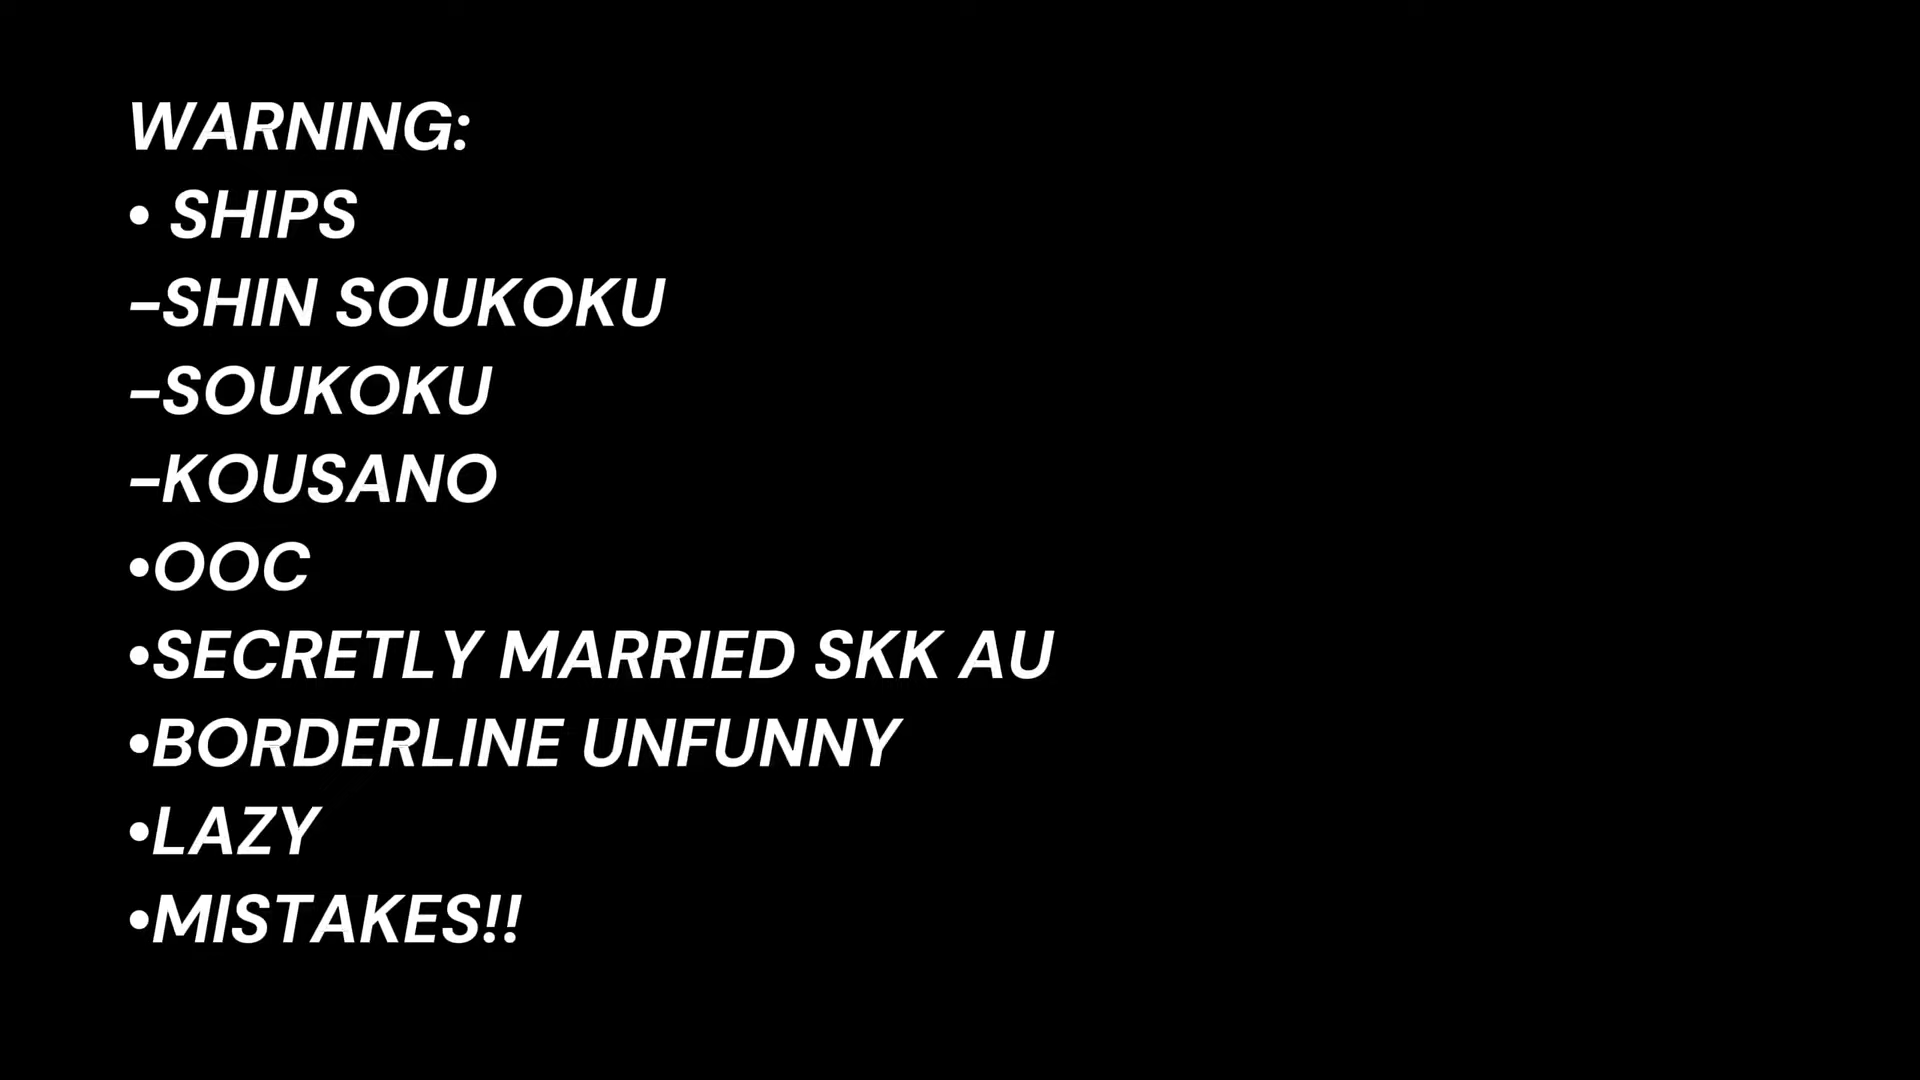 WARNING:
• SHIPS
-SHIN SOUKOKU
-SOUKOKU
-KOUSANO
•OOC
•SECRETLY MARRIED SKK AU
•BORDERLINE UNFUNNY
•LAZY
•MISTAKES!!